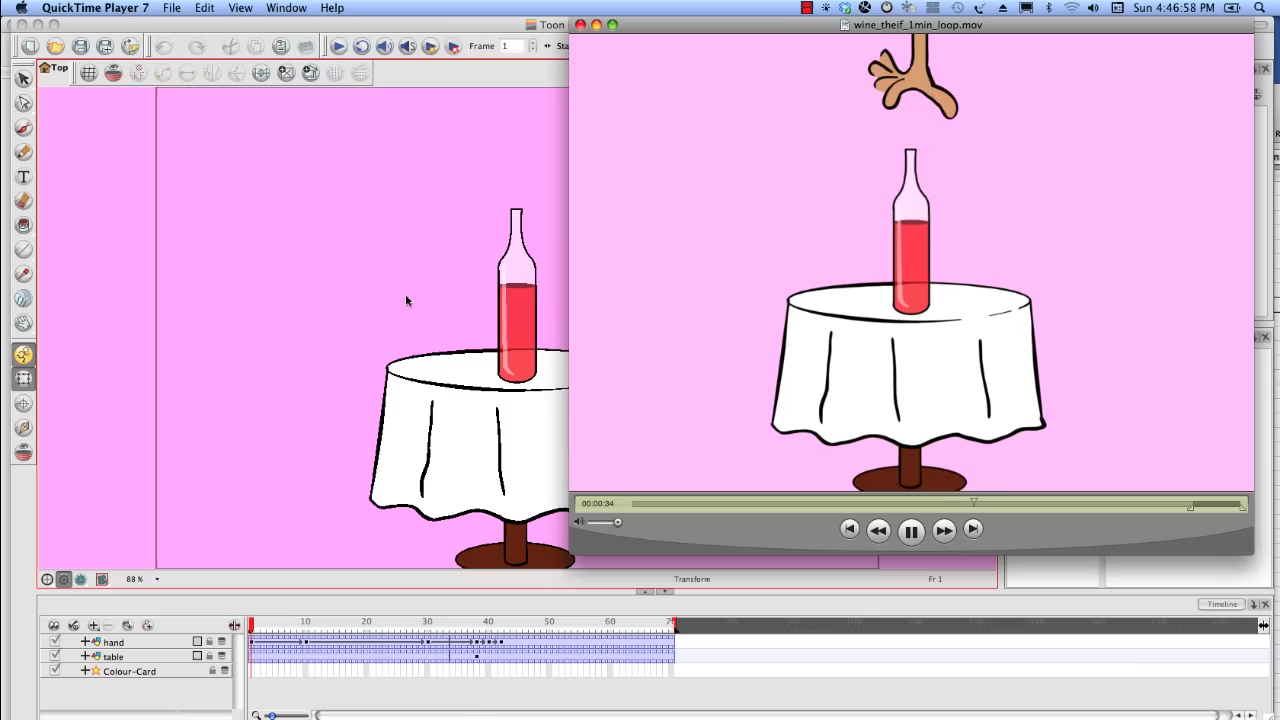 QuickTime Player 7 File Edit View Window Help Sun 4:46:58 PM
Toon
wine_theif_1min_loop.mov
Frame 1 Sta
Top
T
00:00:34
88 % Transform Fr 1
Timeline
10 20 30 40 50 60
hand
table
Colour-Card